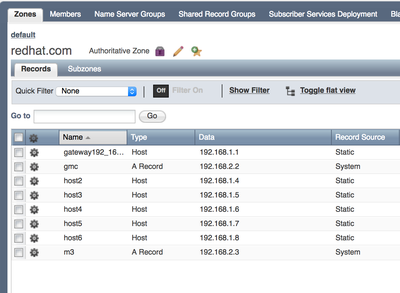 Zones Members Name Server Groups Shared Record Groups Subscriber Services Deployment Bla
default
redhat.com Authoritative Zone
Records Subzones
Quick Filter None Off Filter On Show Filter Toggle flat view
Go to Go
Name Type Data Record Source
gateway192_16... Host 192.168.1.1 Static
gmc A Record 192.168.2.2 System
host2 Host 192.168.1.4 Static
host3 Host 192.168.1.5 Static
host4 Host 192.168.1.6 Static
host5 Host 192.168.1.7 Static
host6 Host 192.168.1.8 Static
m3 A Record 192.168.2.3 System